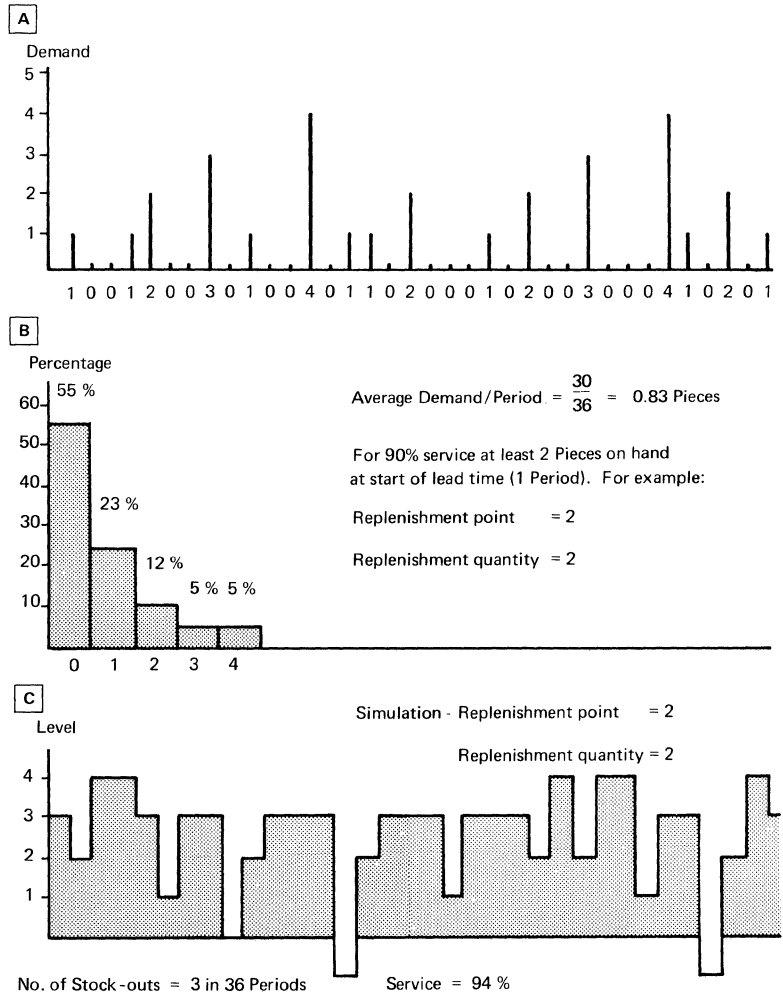 A
Demand
5
4
3
2
1
1 0 0 1 2 0 0 3 0 1 0 0 4 0 1 1 0 2 0 0 0 1 0 2 0 0 3 0 0 0 4 1 0 2 0 1
B
Percentage
55 %
60
50
40
30
20
10
23 %
12 %
5 % 5 %
0 1 2 3 4
Average Demand/Period = 30/36 = 0.83 Pieces
For 90% service at least 2 Pieces on hand
at start of lead time (1 Period). For example:
Replenishment point = 2
Replenishment quantity = 2
C
Level
Simulation - Replenishment point = 2
Replenishment quantity = 2
4
3
2
1
No. of Stock-outs = 3 in 36 Periods Service = 94 %